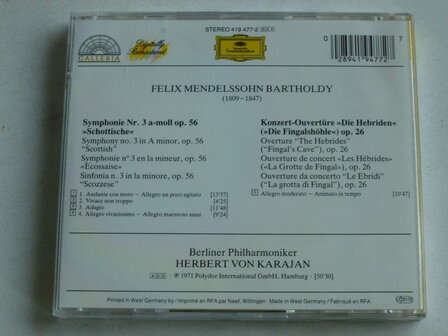 GALLERIA
Digitally
Remastered
STEREO 419 477-2
Deutsche
Grammophon
0
28941 94772
7
FELIX MENDELSSOHN BARTHOLDY
(1809–1847)
Symphonie Nr. 3 a-moll op. 56
»Schottische«
Symphony no. 3 in A minor, op. 56
("Scottish")
Symphonie n° 3 en la mineur, op. 56
(«Ecossaise»)
Sinfonia n. 3 in la minore, op. 56
("Scozzese")
1. Andante con moto – Allegro un poco agitato [13'57]
2. Vivace non troppo [4'25]
3. Adagio [11'48]
4. Allegro vivacissimo – Allegro maestoso assai [9'24]
Konzert-Ouvertüre »Die Hebriden«
(»Die Fingalshöhle«) op. 26
Overture "The Hebrides"
("Fingal's Cave"), op. 26
Ouverture de concert «Les Hébrides»
(«La Grotte de Fingal»), op. 26
Ouverture da concerto "Le Ebridi"
("La grotta di Fingal"), op. 26
5 Allegro moderato – Animato in tempo [10'47]
Berliner Philharmoniker
HERBERT VON KARAJAN
ADD · ℗ 1971 Polydor International GmbH, Hamburg · [50'30]
Printed in West Germany / Imprimé en RFA par Neef, Wittingen · Made in West Germany / Fabriqué en RFA